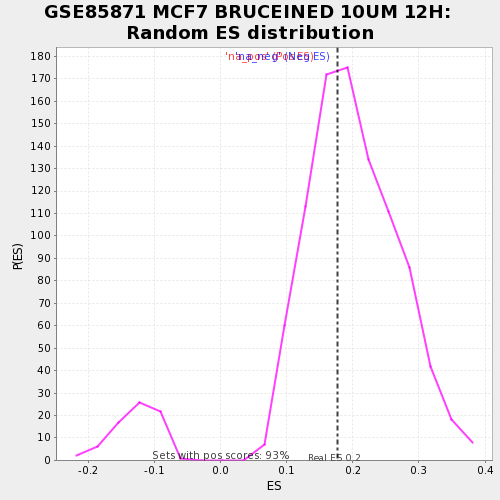 GSE85871 MCF7 BRUCEINED 10UM 12H:
Random ES distribution
180
170
160
150
140
130
120
110
100
90
80
70
60
50
40
30
20
10
0
P(ES)
Sets with pos scores: 93%
Real ES 0.2
-0.2 -0.1 0.0 0.1 0.2 0.3 0.4
ES